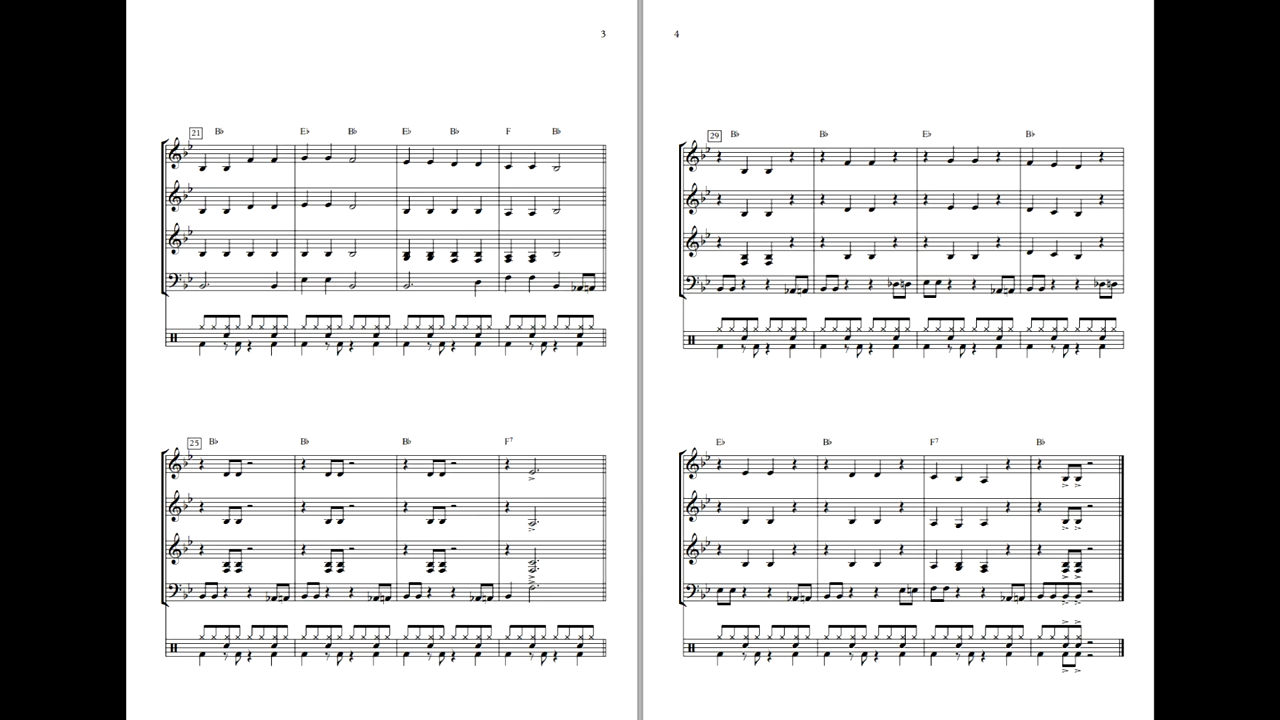 3
21 B♭ E♭ B♭ E♭ B♭ F B♭
25 B♭ B♭ B♭ F7
4
29 B♭ B♭ E♭ B♭
E♭ B♭ F7 B♭